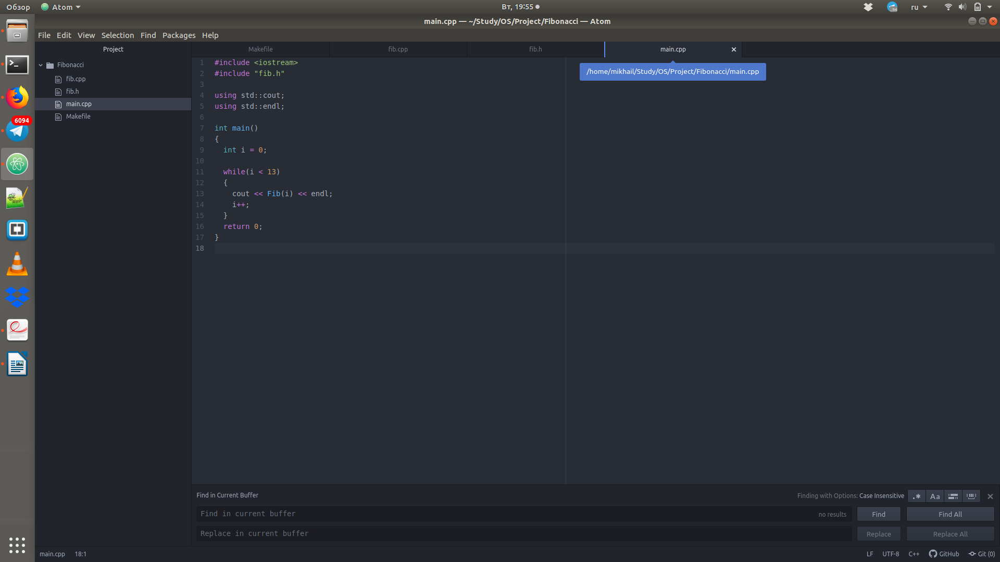 Обзор Atom Вт, 19:55 94 ru
main.cpp — ~/Study/OS/Project/Fibonacci — Atom
File Edit View Selection Find Packages Help
Project Makefile fib.cpp fib.h main.cpp
/home/mikhail/Study/OS/Project/Fibonacci/main.cpp
Fibonacci
fib.cpp
fib.h
main.cpp
Makefile
6094
1 #include <iostream>
2 #include "fib.h"
3
4 using std::cout;
5 using std::endl;
6
7 int main()
8 {
9 int i = 0;
10
11 while(i < 13)
12 {
13 cout << Fib(i) << endl;
14 i++;
15 }
16 return 0;
17 }
18
Find in Current Buffer Finding with Options: Case Insensitive .* Aa
Find in current buffer no results Find Find All
Replace in current buffer Replace Replace All
main.cpp 18:1 LF UTF-8 C++ GitHub Git (0)